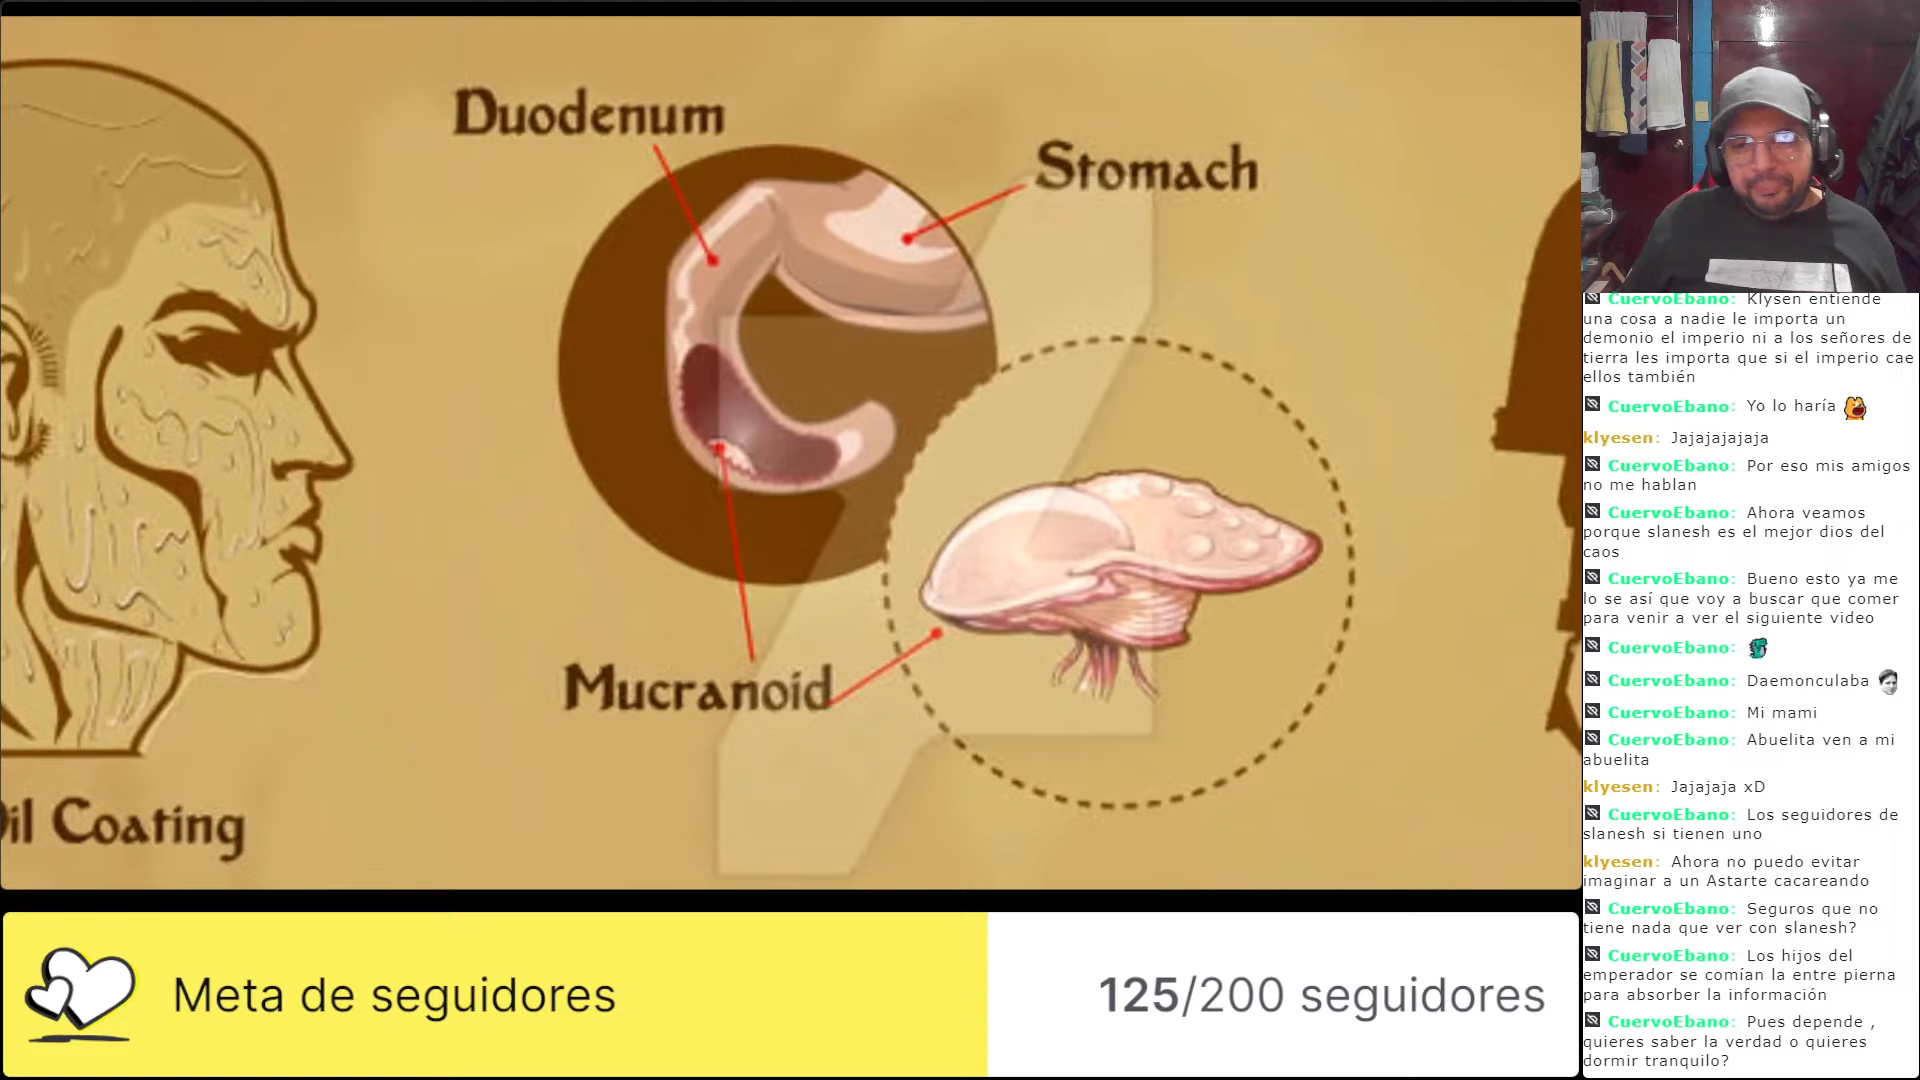 Duodenum
Stomach
Mucranoid
il Coating
Meta de seguidores
125/200 seguidores
CuervoEbano: Klysen entiende
una cosa a nadie le importa un
demonio el imperio ni a los señores de
tierra les importa que si el imperio cae
ellos también
CuervoEbano: Yo lo haría
klyesen: Jajajajajaja
CuervoEbano: Por eso mis amigos
no me hablan
CuervoEbano: Ahora veamos
porque slanesh es el mejor dios del
caos
CuervoEbano: Bueno esto ya me
lo se así que voy a buscar que comer
para venir a ver el siguiente video
CuervoEbano:
CuervoEbano: Daemonculaba
CuervoEbano: Mi mami
CuervoEbano: Abuelita ven a mi
abuelita
klyesen: Jajajaja xD
CuervoEbano: Los seguidores de
slanesh si tienen uno
klyesen: Ahora no puedo evitar
imaginar a un Astarte cacareando
CuervoEbano: Seguros que no
tiene nada que ver con slanesh?
CuervoEbano: Los hijos del
emperador se comían la entre pierna
para absorber la información
CuervoEbano: Pues depende ,
quieres saber la verdad o quieres
dormir tranquilo?